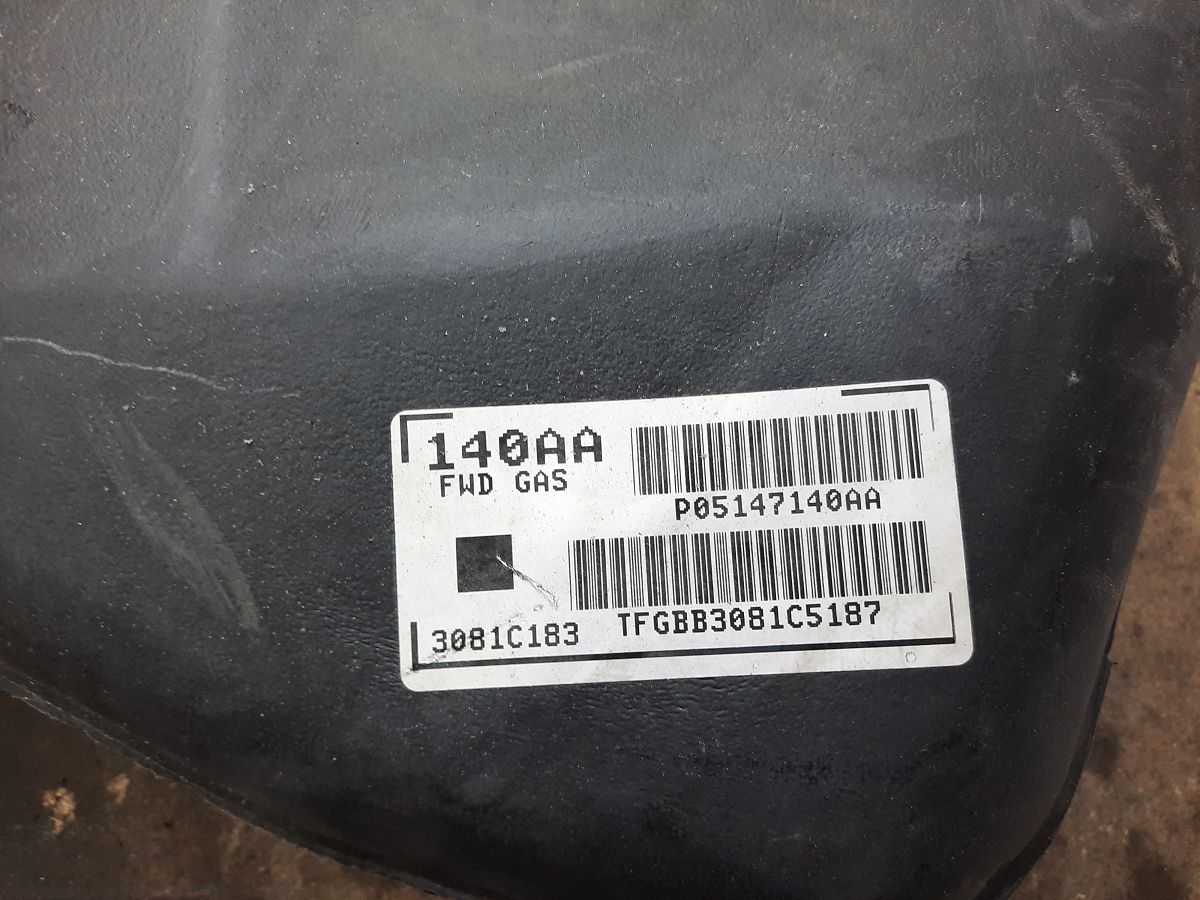 140AA
FWD GAS
P05147140AA
TFGBB3081C5187
3081C183